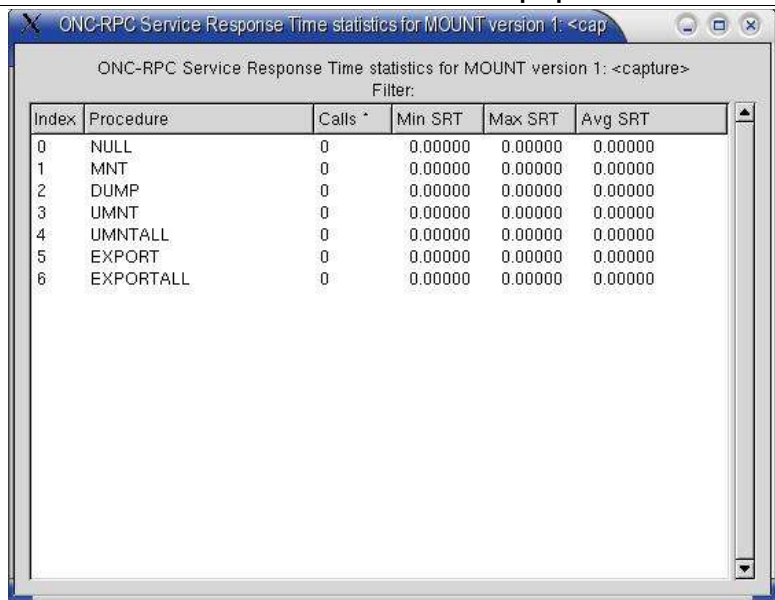 ONC-RPC Service Response Time statistics for MOUNT version 1: <cap
ONC-RPC Service Response Time statistics for MOUNT version 1: <capture>
Filter:
Index Procedure Calls Min SRT Max SRT Avg SRT
0 NULL 0 0.00000 0.00000 0.00000
1 MNT 0 0.00000 0.00000 0.00000
2 DUMP 0 0.00000 0.00000 0.00000
3 UMNT 0 0.00000 0.00000 0.00000
4 UMNTALL 0 0.00000 0.00000 0.00000
5 EXPORT 0 0.00000 0.00000 0.00000
6 EXPORTALL 0 0.00000 0.00000 0.00000